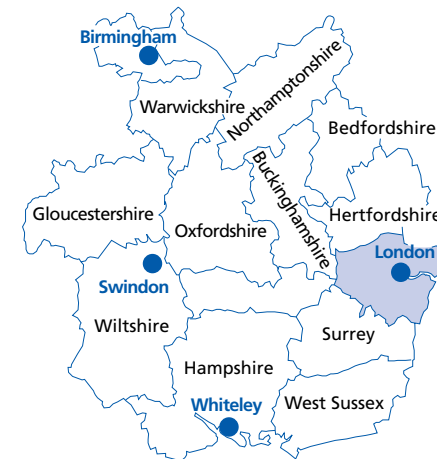 Birmingham
Northamptonshire
Warwickshire
Bedfordshire
Buckinghamshire
Gloucestershire
Hertfordshire
Oxfordshire
London
Swindon
Wiltshire
Surrey
Hampshire
Whiteley
West Sussex